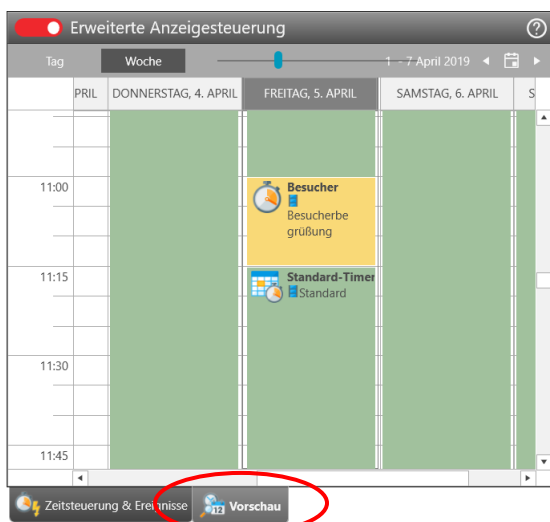 Erweiterte Anzeigesteuerung
Tag Woche 1 - 7 April 2019
PRIL DONNERSTAG, 4. APRIL FREITAG, 5. APRIL SAMSTAG, 6. APRIL S
11:00
Besucher
Besucherbe
grüßung
11:15
Standard-Timer
Standard
11:30
11:45
Zeitsteuerung & Ereignisse 12 Vorschau